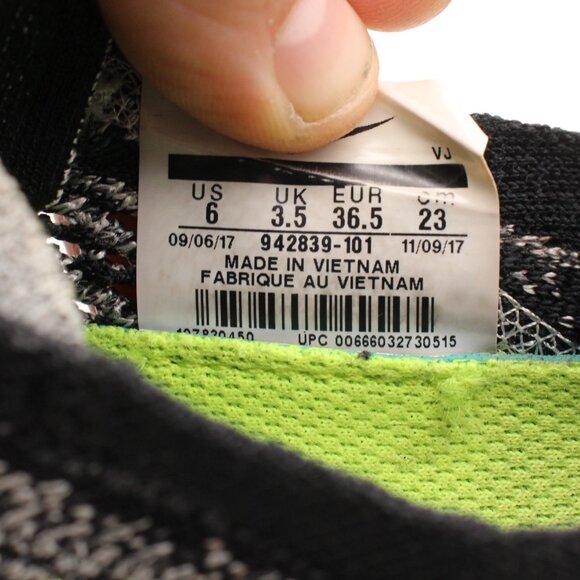 VJ
US UK EUR cm
6 3.5 36.5 23
09/06/17 942839-101 11/09/17
MADE IN VIETNAM
FABRIQUE AU VIETNAM
UPC 00666032730515